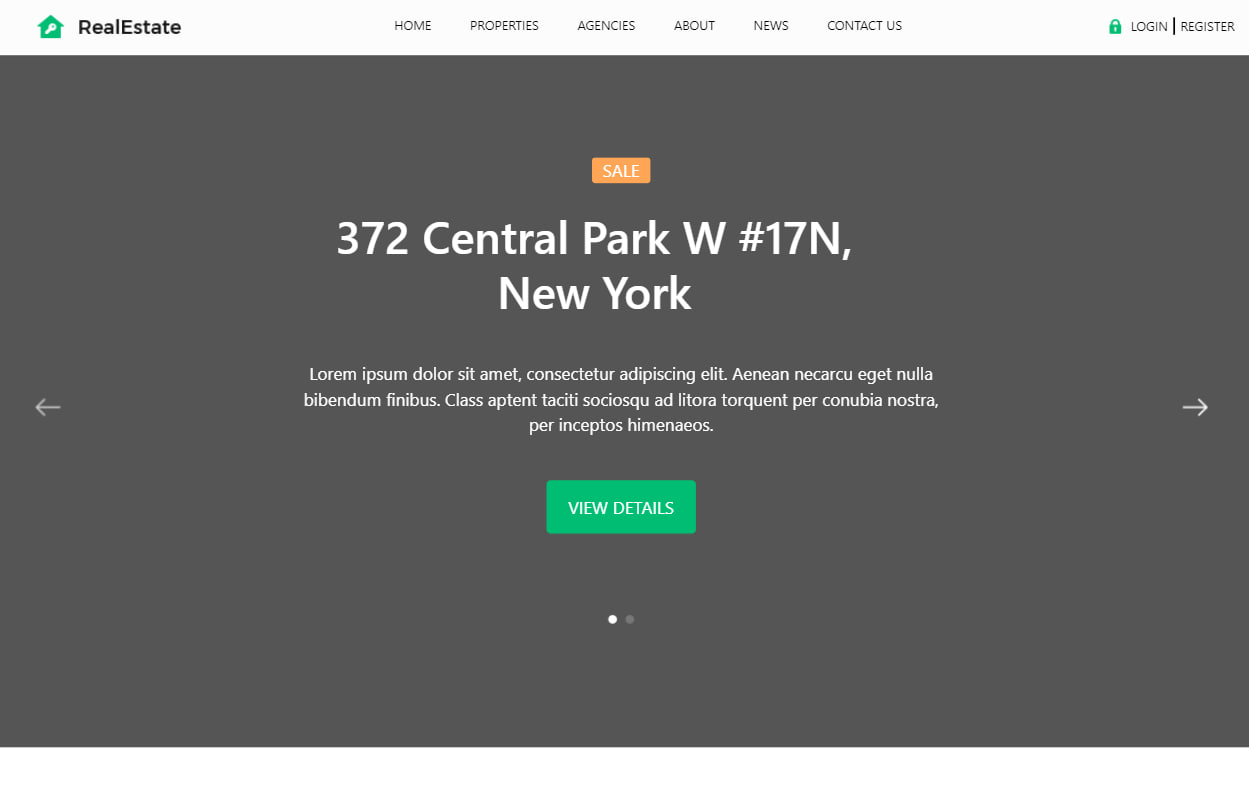 RealEstate
HOME PROPERTIES AGENCIES ABOUT NEWS CONTACT US
LOGIN | REGISTER
SALE
372 Central Park W #17N,
New York
Lorem ipsum dolor sit amet, consectetur adipiscing elit. Aenean necarcu eget nulla
bibendum finibus. Class aptent taciti sociosqu ad litora torquent per conubia nostra,
per inceptos himenaeos.
VIEW DETAILS